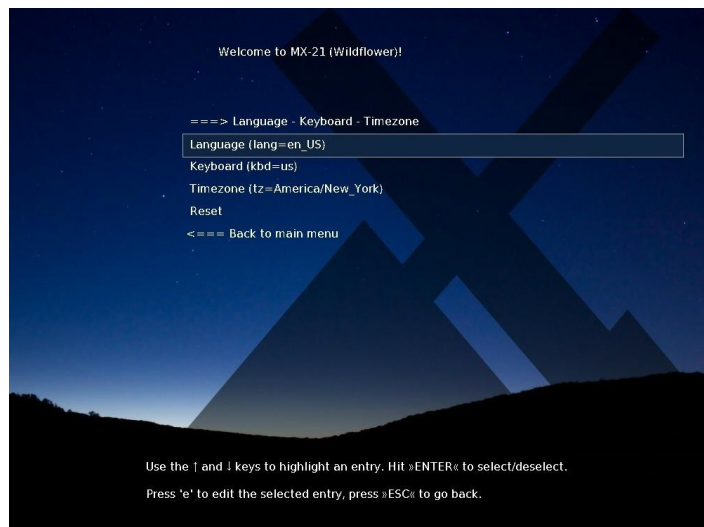 Welcome to MX-21 (Wildflower)!
===> Language - Keyboard - Timezone
Language (lang=en_US)
Keyboard (kbd=us)
Timezone (tz=America/New_York)
Reset
<=== Back to main menu
Use the ↑ and ↓ keys to highlight an entry. Hit »ENTER« to select/deselect.
Press 'e' to edit the selected entry, press »ESC« to go back.